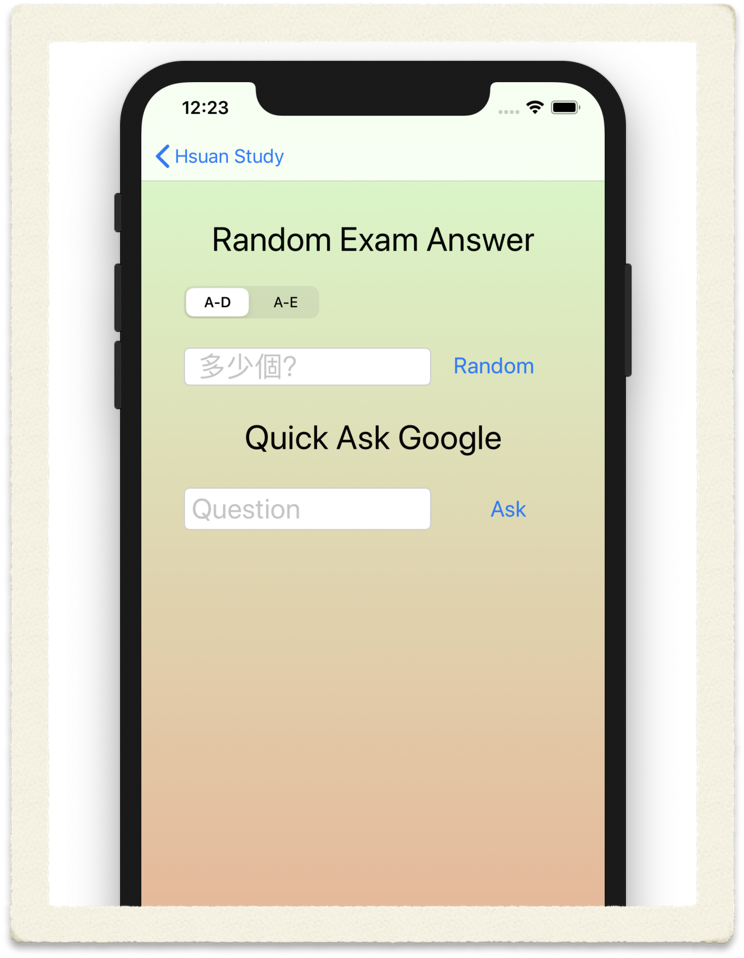 12:23
Hsuan Study
Random Exam Answer
A-D A-E
多少個?
Random
Quick Ask Google
Question
Ask